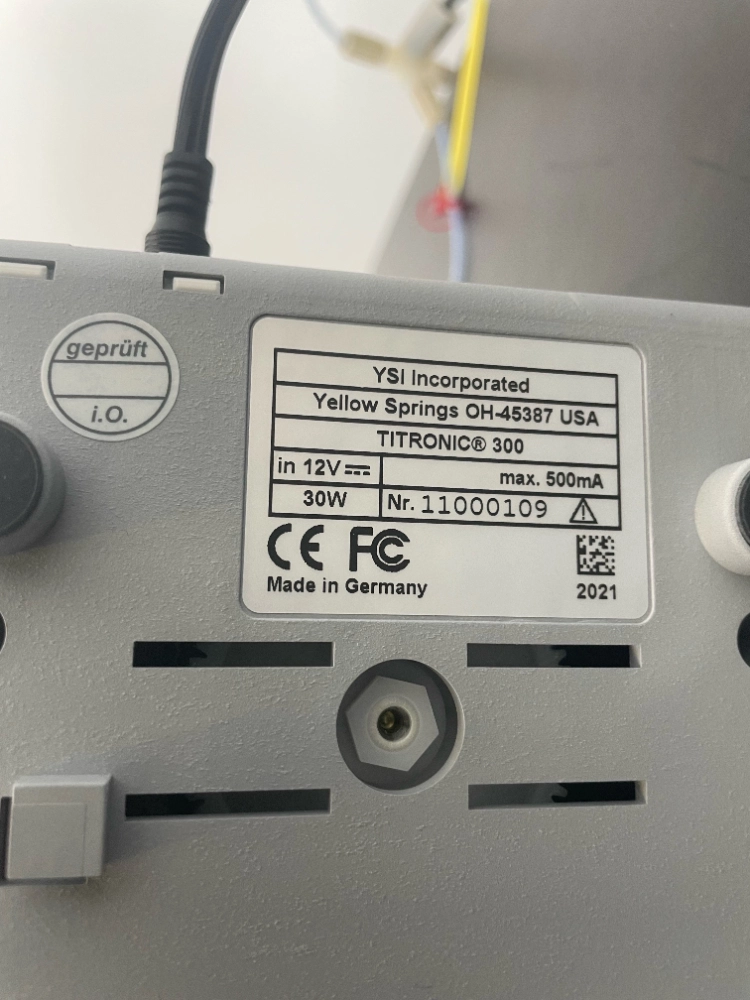 geprüft
i.O.
YSI Incorporated
Yellow Springs OH-45387 USA
TITRONIC® 300
in 12V⎓ max. 500mA
30W Nr. 11000109
CE FC
Made in Germany 2021